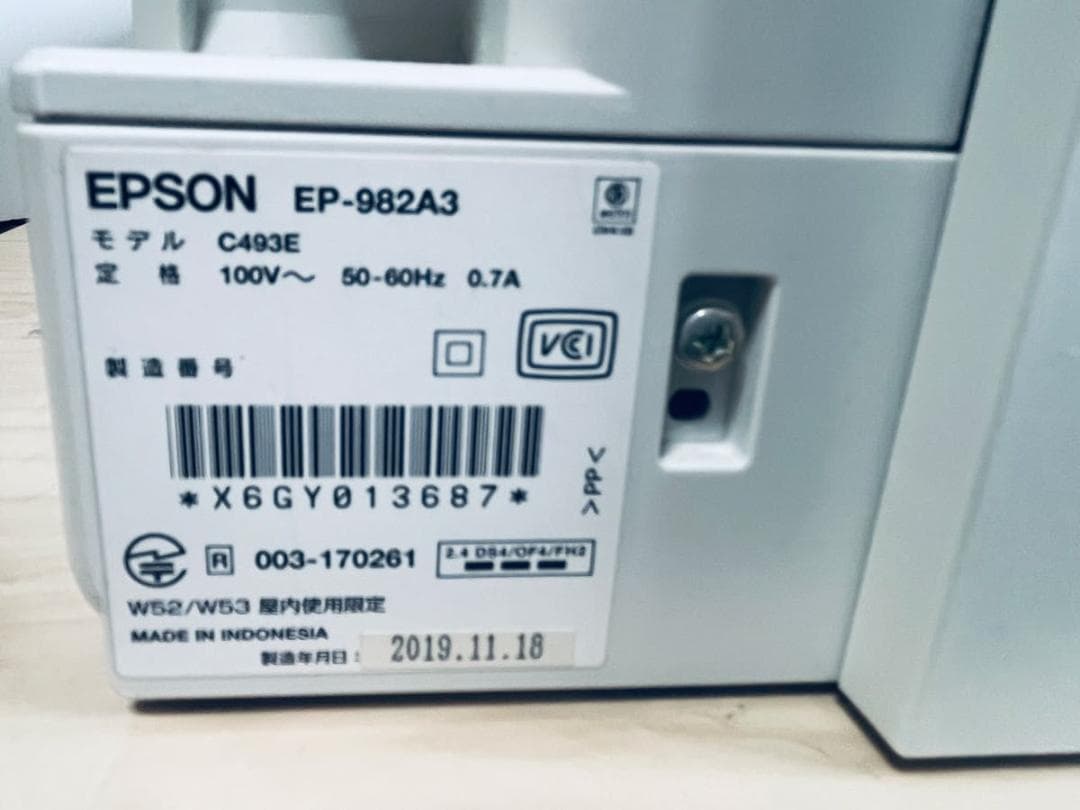 EPSON EP-982A3
モデル C493E
定 格 100V～ 50-60Hz 0.7A
VCCI
製造番号
*X6GY013687*
>PP<
R 003-170261 2.4 DS4/OF4/FH2
W52/W53 屋内使用限定
MADE IN INDONESIA
製造年月日: 2019.11.18